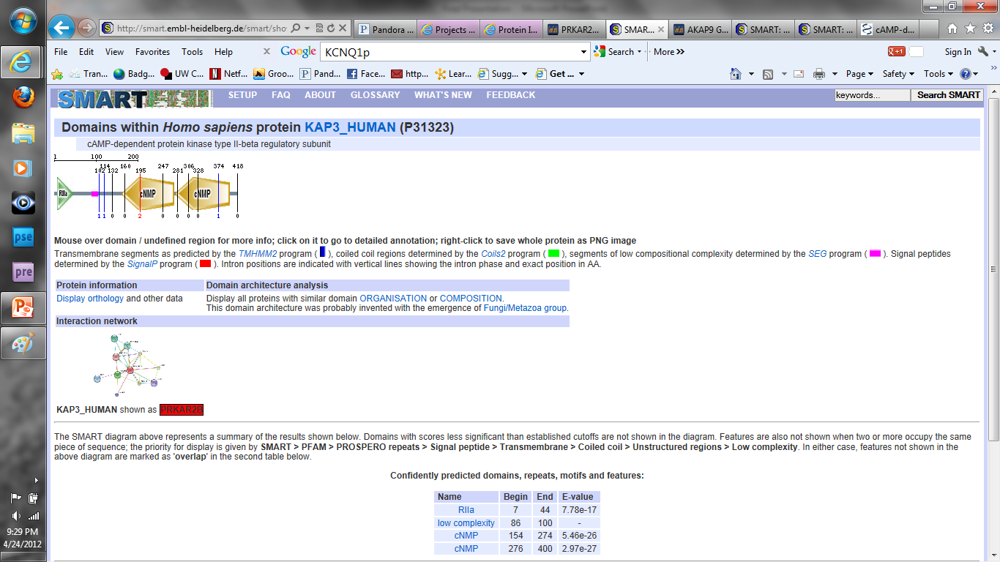 http://smart.embl-heidelberg.de/smart/sho
Pandora ...
Projects ...
Protein I...
PRKAR2...
SMAR...
AKAP9 G...
SMART: ...
SMART: ...
cAMP-d...
File Edit View Favorites Tools Help
x Google KCNQ1p Search More »
+1 Sign In
Tran... Badg... UW C... Netf... Groo... Pand... Face... http... Lear... Sugg... Get ...
Page Safety Tools
SMART SETUP FAQ ABOUT GLOSSARY WHAT'S NEW FEEDBACK
keywords... Search SMART
Domains within Homo sapiens protein KAP3_HUMAN (P31323)
cAMP-dependent protein kinase type II-beta regulatory subunit
1 100 200
114 160 247 306 374 418
102 132 195 281 328
RIIa cNMP cNMP
1 1 0 0 2 0 0 0 0 1 0
Mouse over domain / undefined region for more info; click on it to go to detailed annotation; right-click to save whole protein as PNG image
Transmembrane segments as predicted by the TMHMM2 program ( ), coiled coil regions determined by the Coils2 program ( ), segments of low compositional complexity determined by the SEG program ( ). Signal peptides
determined by the SignalP program ( ). Intron positions are indicated with vertical lines showing the intron phase and exact position in AA.
Protein information Domain architecture analysis
Display orthology and other data Display all proteins with similar domain ORGANISATION or COMPOSITION.
This domain architecture was probably invented with the emergence of Fungi/Metazoa group.
Interaction network
KAP3_HUMAN shown as PRKAR2B
The SMART diagram above represents a summary of the results shown below. Domains with scores less significant than established cutoffs are not shown in the diagram. Features are also not shown when two or more occupy the same
piece of sequence; the priority for display is given by SMART > PFAM > PROSPERO repeats > Signal peptide > Transmembrane > Coiled coil > Unstructured regions > Low complexity. In either case, features not shown in the
above diagram are marked as 'overlap' in the second table below.
Confidently predicted domains, repeats, motifs and features:
Name Begin End E-value
RIIa 7 44 7.78e-17
low complexity 86 100 -
cNMP 154 274 5.46e-26
cNMP 276 400 2.97e-27
pse
pre
9:29 PM
4/24/2012